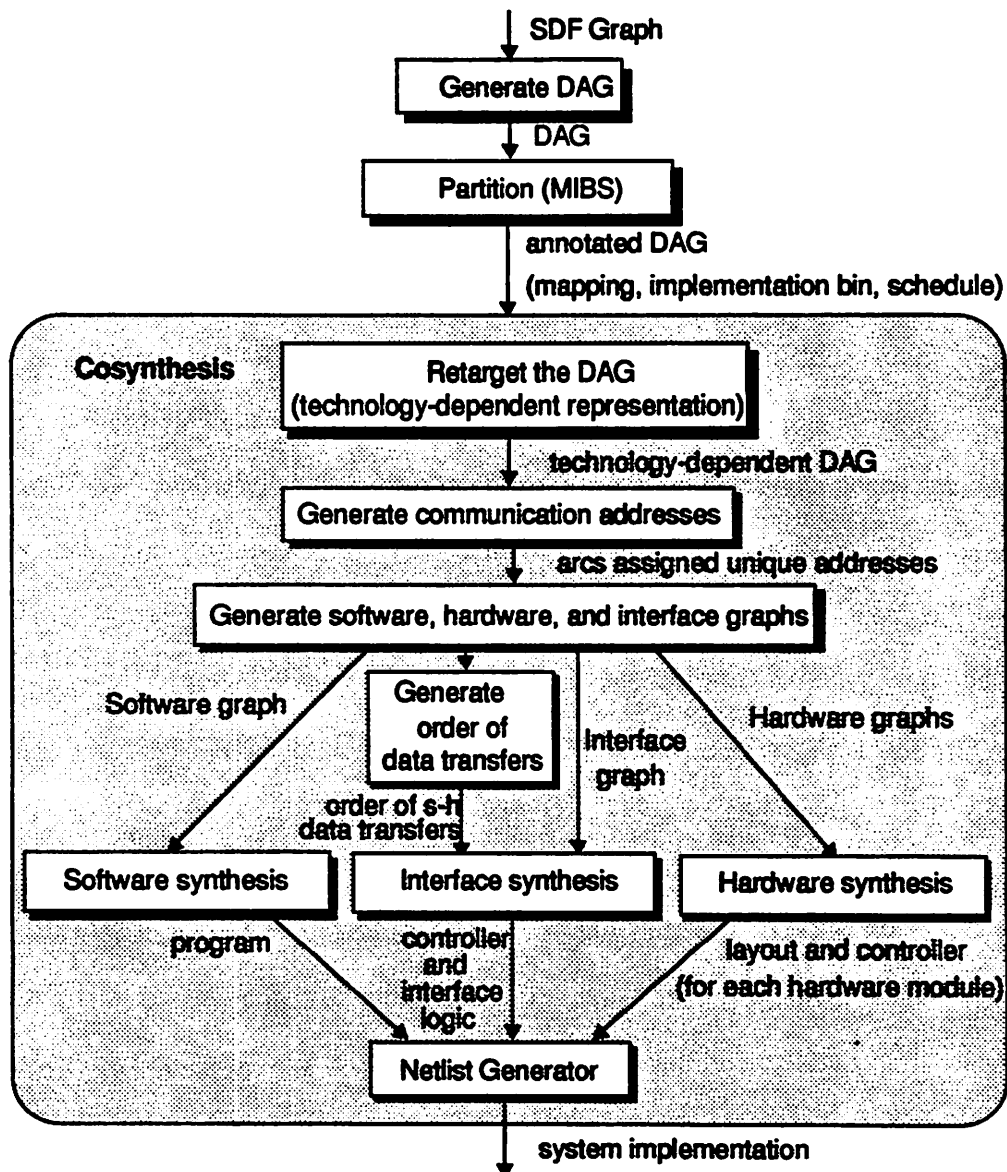 SDF Graph
Generate DAG
DAG
Partition (MIBS)
annotated DAG
(mapping, implementation bin, schedule)
Cosynthesis
Retarget the DAG
(technology-dependent representation)
technology-dependent DAG
Generate communication addresses
arcs assigned unique addresses
Generate software, hardware, and interface graphs
Software graph
Generate
order of
data transfers
Interface
graph
Hardware graphs
order of s-h
data transfers
Software synthesis
Interface synthesis
Hardware synthesis
program
controller
and
interface
logic
layout and controller
(for each hardware module)
Netlist Generator
system implementation